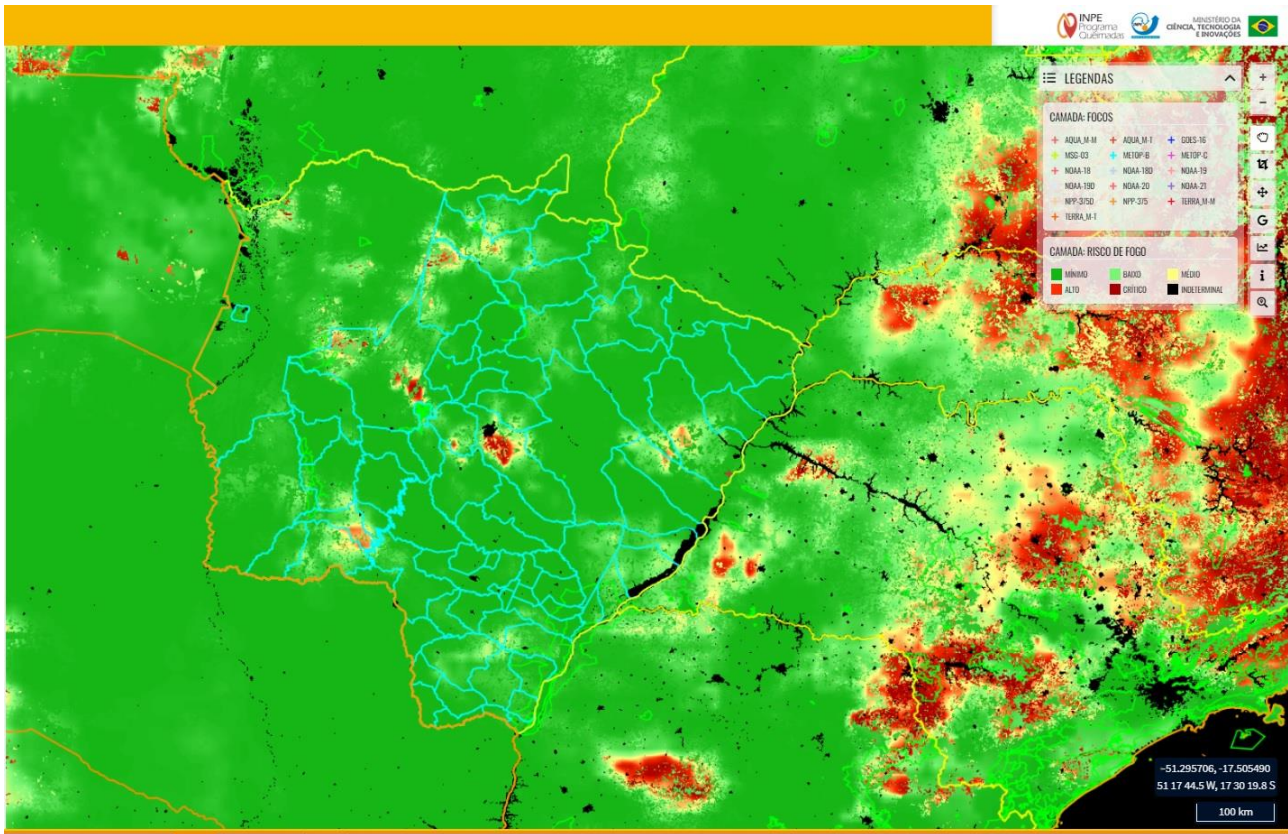 INPE
Programa
Queimadas
MINISTÉRIO DA
CIÊNCIA, TECNOLOGIA
E INOVAÇÕES
LEGENDAS
CAMADA: FOCOS
AQUA_M-M AQUA_M-T GOES-16
MSG-03 METOP-B METOP-C
NOAA-18 NOAA-18D NOAA-19
NOAA-19D NOAA-20 NOAA-21
NPP-375D NPP-375 TERRA_M-M
TERRA_M-T
CAMADA: RISCO DE FOGO
MÍNIMO BAIXO MÉDIO
ALTO CRÍTICO INDETERMINAD
+
−
G
i
-51.295706, -17.505490
51 17 44.5 W, 17 30 19.8 S
100 km